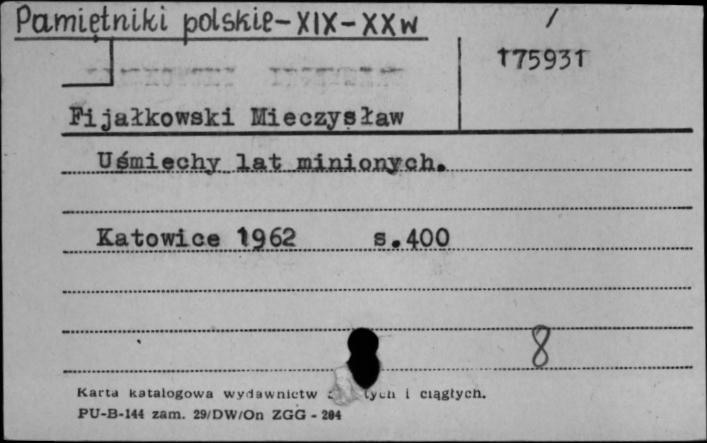 Pamiętniki polskie-XIX-XXw /
175931
Fijałkowski Mieczysław
Uśmiechy lat minionych.
Katowice 1962 s.400
8
Karta katalogowa wydawnictw i ciągłych.
PU-B-144 zam. 29/DW/On ZGG - 204